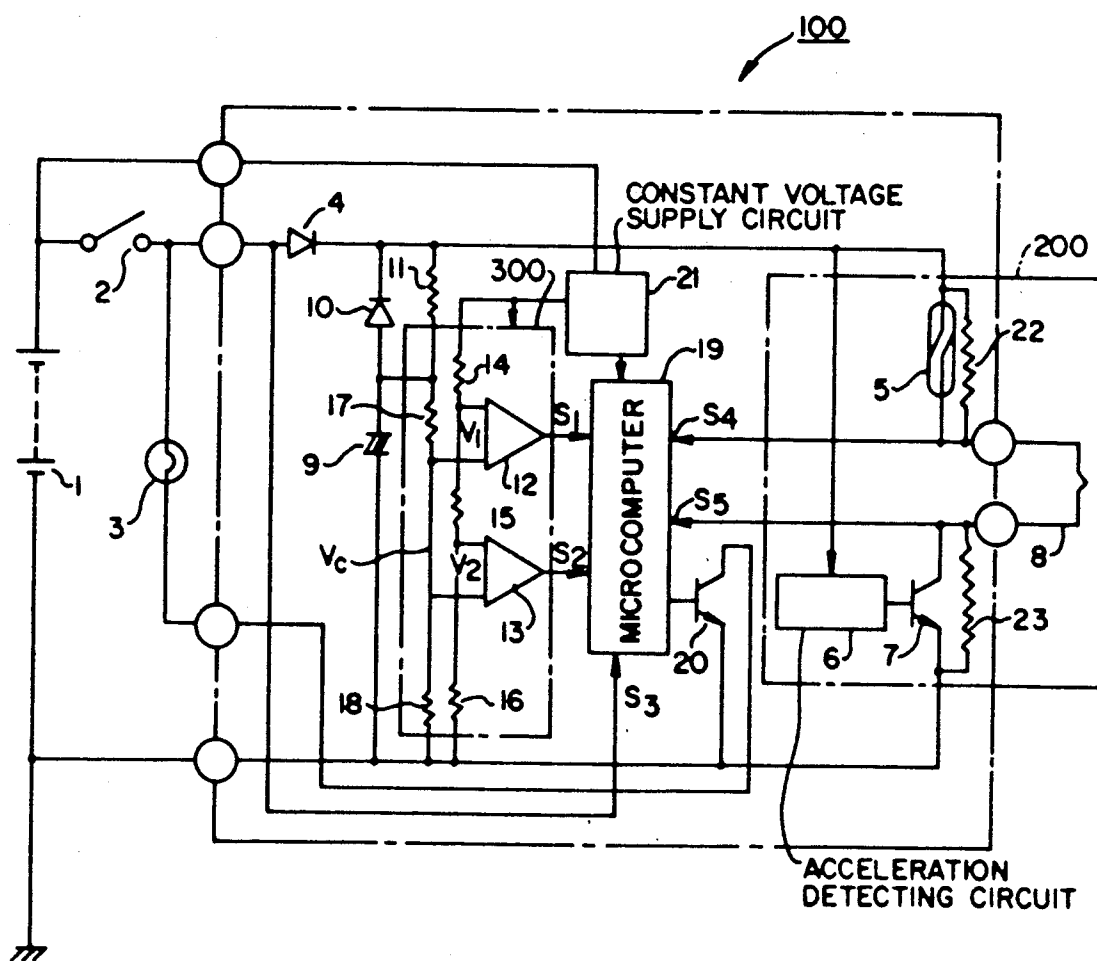 100
CONSTANT VOLTAGE
SUPPLY CIRCUIT
4
200
2
11
300
21
10
14
19
22
5
17
S1
S4
V1
9
12
1
3
15
S5
8
VC
V2
S2
MICROCOMPUTER
13
20
6
7
23
18
16
S3
ACCELERATION
DETECTING CIRCUIT